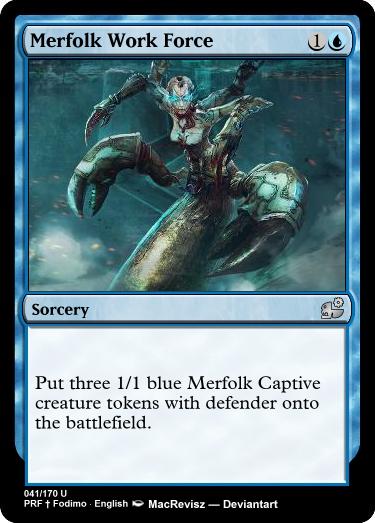 Merfolk Work Force 1
Sorcery
Put three 1/1 blue Merfolk Captive
creature tokens with defender onto
the battlefield.
041/170 U
PRF † Fodimo · English MacRevisz — Deviantart